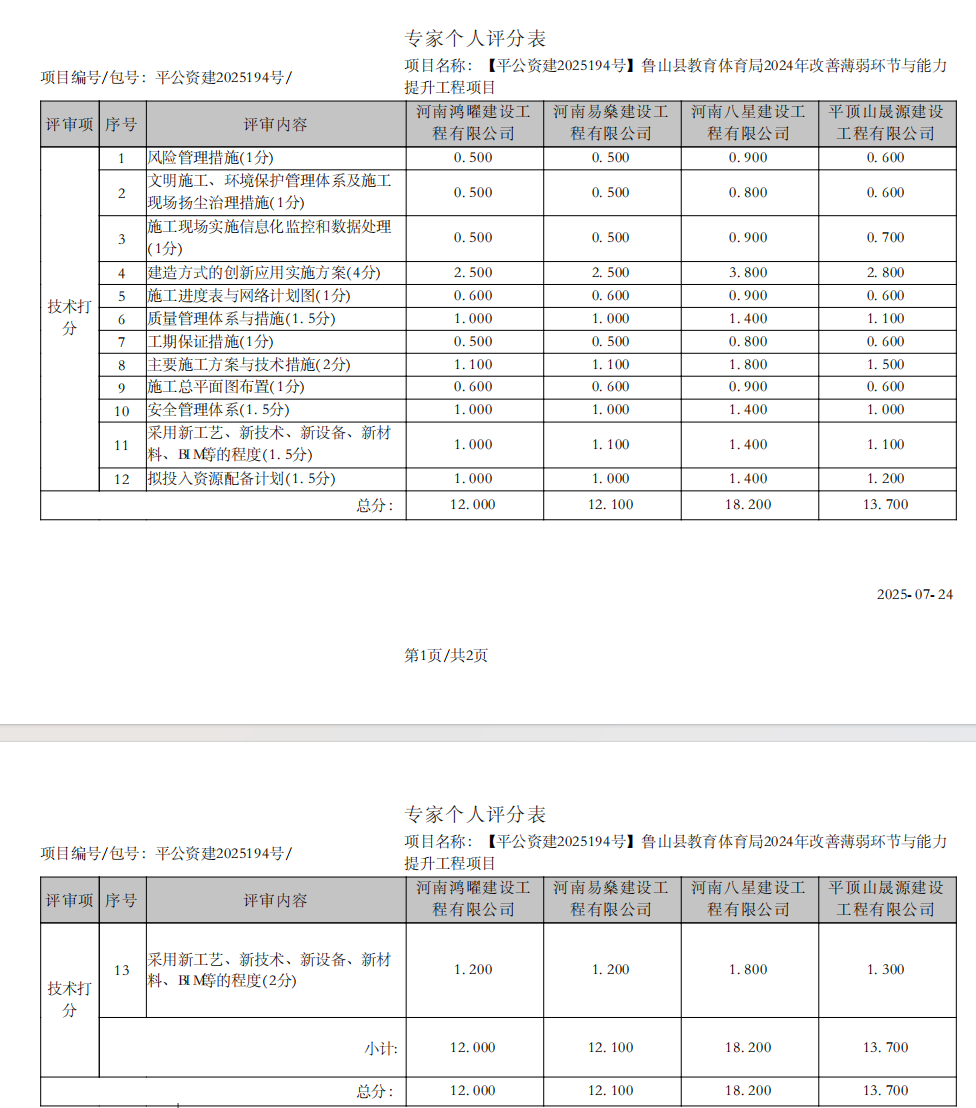 专家个人评分表
项目编号/包号: 平公资建2025194号/
项目名称: 【平公资建2025194号】鲁山县教育体育局2024年改善薄弱环节与能力
提升工程项目
评审项 序号 评审内容 河南鸿曜建设工程有限公司 河南易燊建设工程有限公司 河南八星建设工程有限公司 平顶山晟源建设工程有限公司
技术打分
1 风险管理措施(1分) 0.500 0.500 0.900 0.600
2 文明施工、环境保护管理体系及施工现场扬尘治理措施(1分) 0.500 0.500 0.800 0.600
3 施工现场实施信息化监控和数据处理(1分) 0.500 0.500 0.900 0.700
4 建造方式的创新应用实施方案(4分) 2.500 2.500 3.800 2.800
5 施工进度表与网络计划图(1分) 0.600 0.600 0.900 0.600
6 质量管理体系与措施(1.5分) 1.000 1.000 1.400 1.100
7 工期保证措施(1分) 0.500 0.500 0.800 0.600
8 主要施工方案与技术措施(2分) 1.100 1.100 1.800 1.500
9 施工总平面图布置(1分) 0.600 0.600 0.900 0.600
10 安全管理体系(1.5分) 1.000 1.000 1.400 1.000
11 采用新工艺、新技术、新设备、新材料、BIM等的程度(1.5分) 1.000 1.100 1.400 1.100
12 拟投入资源配备计划(1.5分) 1.000 1.000 1.400 1.200
总分: 12.000 12.100 18.200 13.700
2025-07-24
第1页/共2页
专家个人评分表
项目编号/包号: 平公资建2025194号/
项目名称: 【平公资建2025194号】鲁山县教育体育局2024年改善薄弱环节与能力
提升工程项目
评审项 序号 评审内容 河南鸿曜建设工程有限公司 河南易燊建设工程有限公司 河南八星建设工程有限公司 平顶山晟源建设工程有限公司
技术打分
13 采用新工艺、新技术、新设备、新材料、BIM等的程度(2分) 1.200 1.200 1.800 1.300
小计: 12.000 12.100 18.200 13.700
总分: 12.000 12.100 18.200 13.700